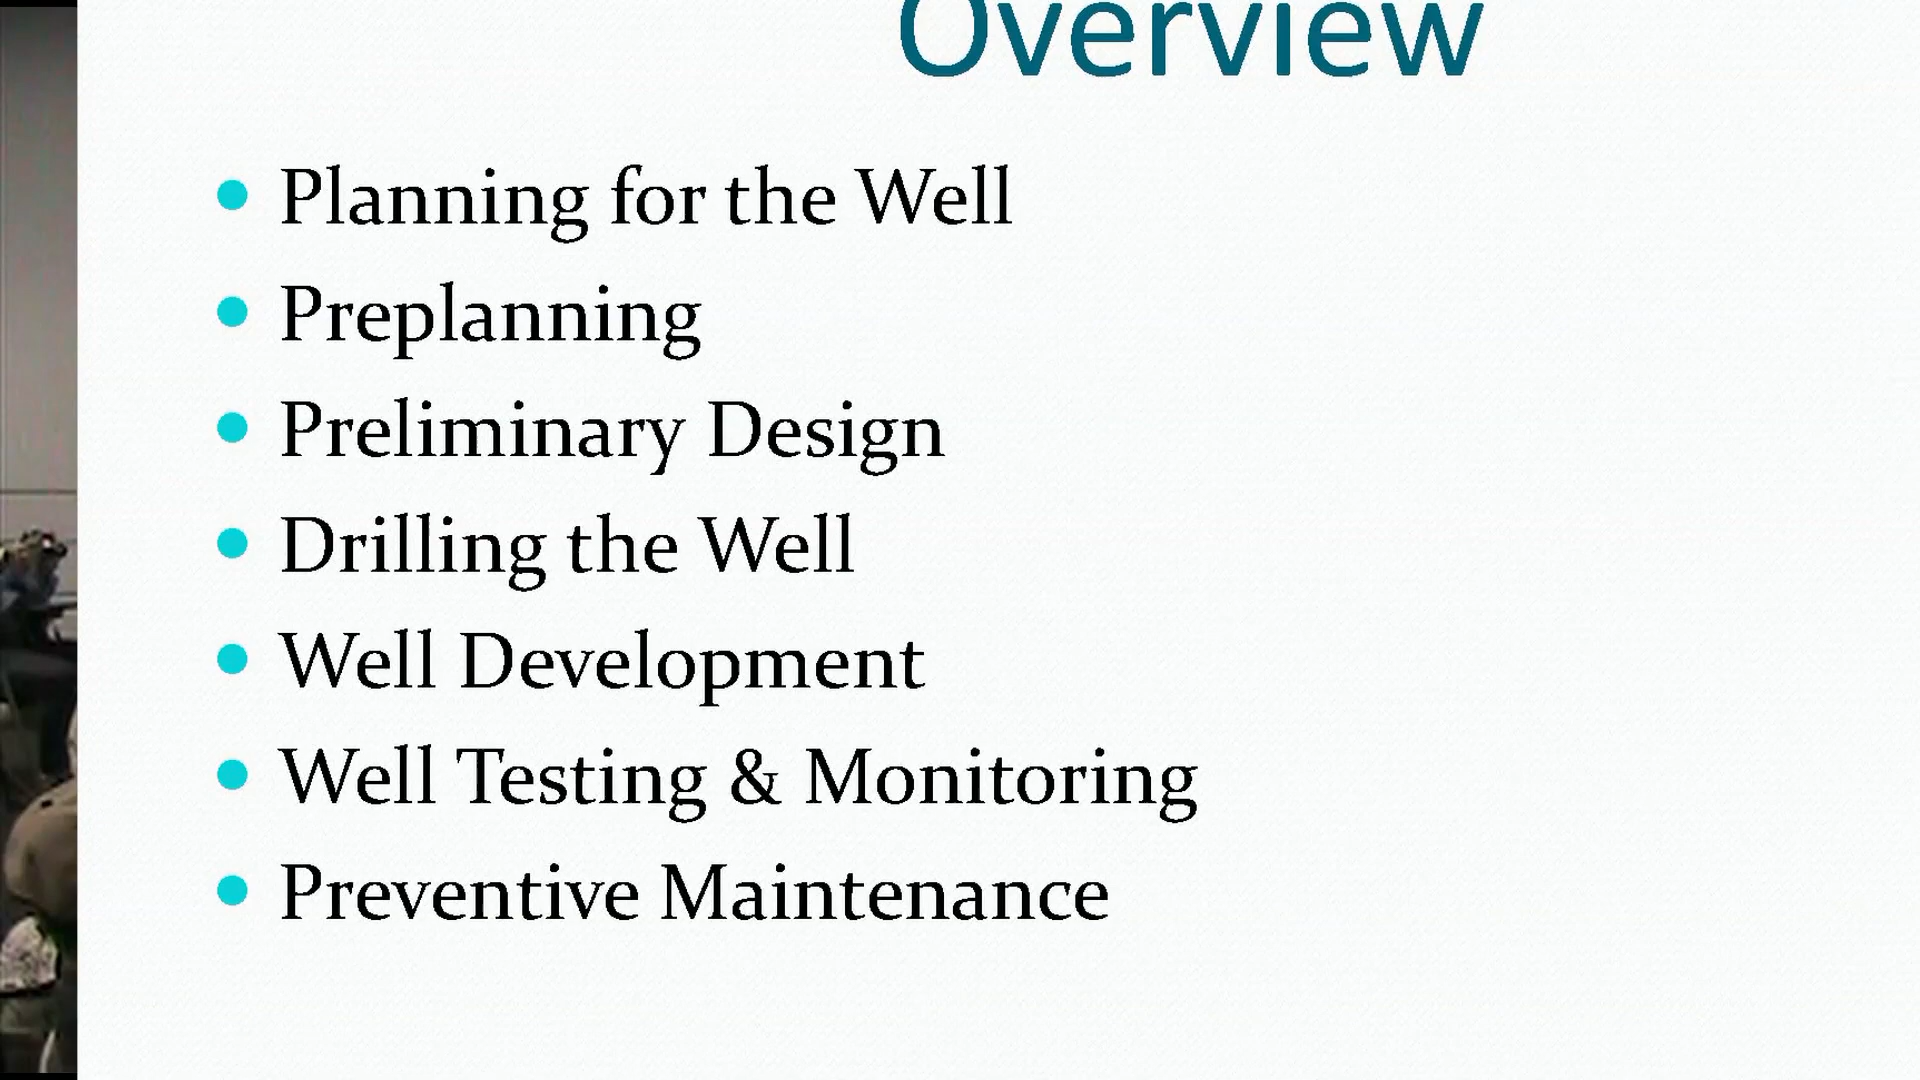 Overview
Planning for the Well
Preplanning
Preliminary Design
Drilling the Well
Well Development
Well Testing & Monitoring
Preventive Maintenance